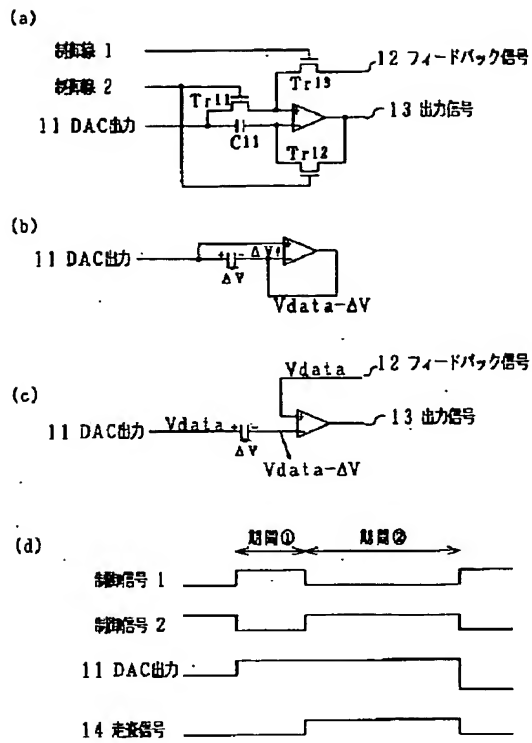 (a)
制御線 1
12 フィードバック信号
Tr13
制御線 2
Tr11
11 DAC出力
C11
13 出力信号
Tr12
(b)
11 DAC出力
+ - ΔV
ΔV
Vdata-ΔV
(c)
Vdata
12 フィードバック信号
11 DAC出力
Vdata
+ -
ΔV
13 出力信号
Vdata-ΔV
(d)
期間①
期間②
制御信号 1
制御信号 2
11 DAC出力
14 走査信号